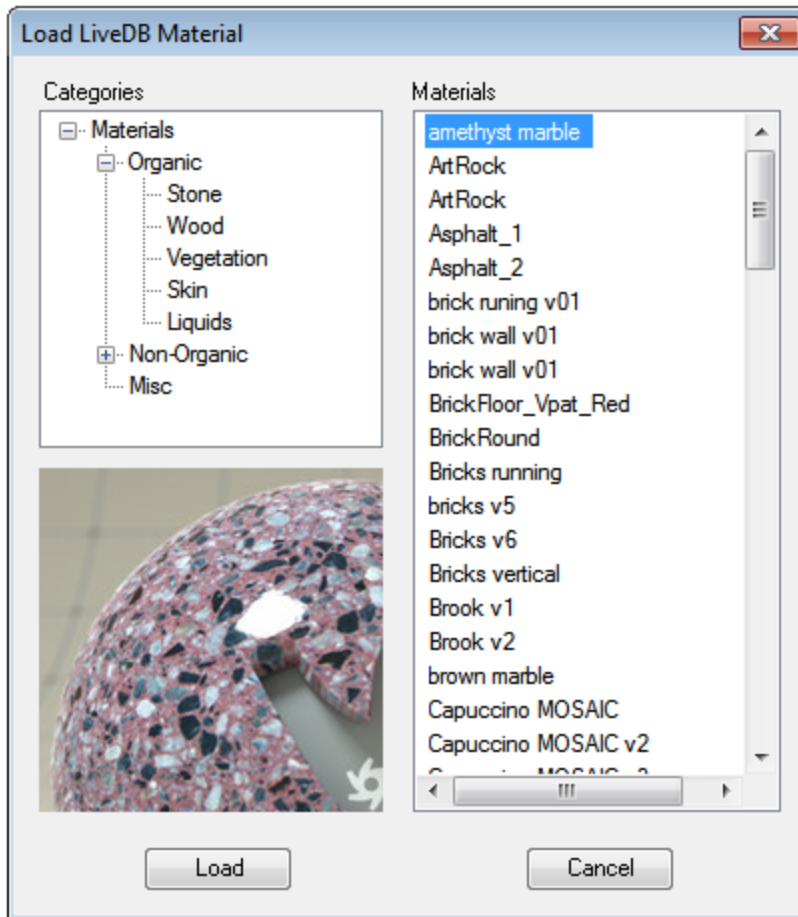 Load LiveDB Material
Categories
Materials
Organic
Stone
Wood
Vegetation
Skin
Liquids
Non-Organic
Misc
Materials
amethyst marble
ArtRock
ArtRock
Asphalt_1
Asphalt_2
brick runing v01
brick wall v01
brick wall v01
BrickFloor_Vpat_Red
BrickRound
Bricks running
bricks v5
Bricks v6
Bricks vertical
Brook v1
Brook v2
brown marble
Capuccino MOSAIC
Capuccino MOSAIC v2
Load
Cancel